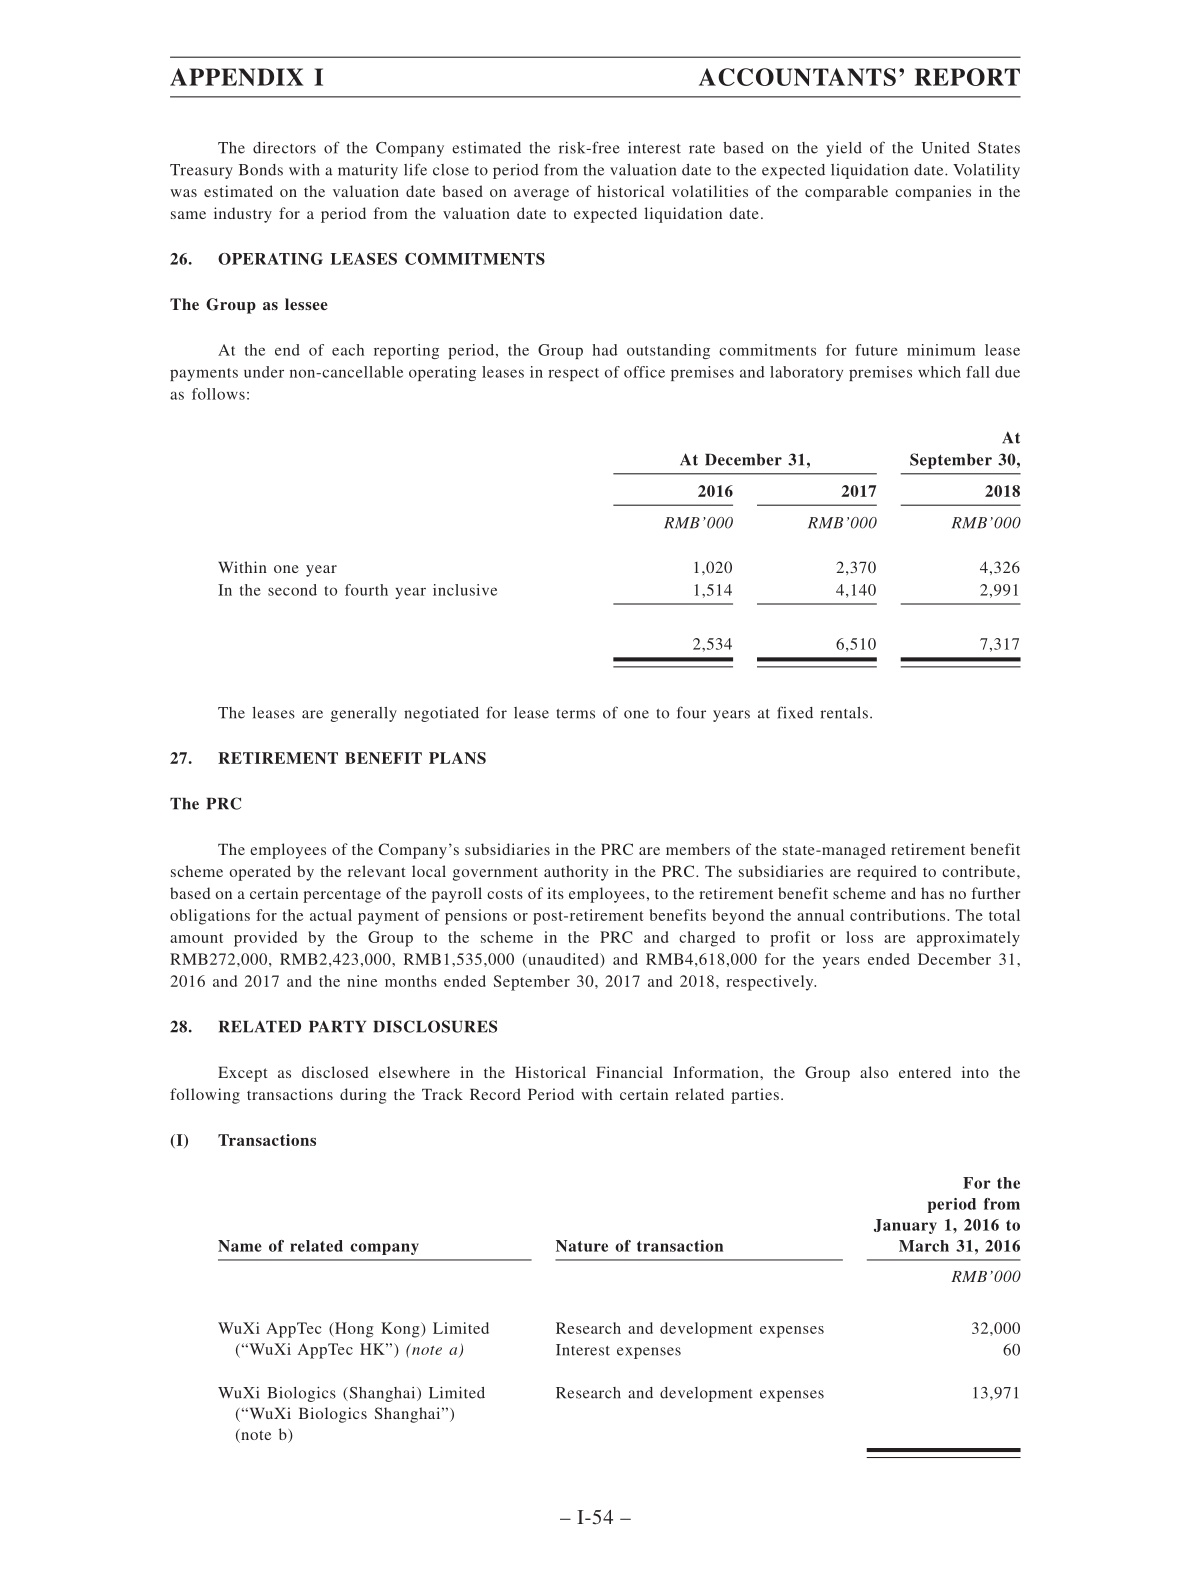 APPENDIX I ACCOUNTANTS’ REPORT
The directors of the Company estimated the risk-free interest rate based on the yield of the United States
Treasury Bonds with a maturity life close to period from the valuation date to the expected liquidation date. Volatility
was estimated on the valuation date based on average of historical volatilities of the comparable companies in the
same industry for a period from the valuation date to expected liquidation date.
26. OPERATING LEASES COMMITMENTS
The Group as lessee
At the end of each reporting period, the Group had outstanding commitments for future minimum lease
payments under non-cancellable operating leases in respect of office premises and laboratory premises which fall due
as follows:
At
At December 31, September 30,
2016 2017 2018
RMB’000 RMB’000 RMB’000
Within one year 1,020 2,370 4,326
In the second to fourth year inclusive 1,514 4,140 2,991
2,534 6,510 7,317
The leases are generally negotiated for lease terms of one to four years at fixed rentals.
27. RETIREMENT BENEFIT PLANS
The PRC
The employees of the Company’s subsidiaries in the PRC are members of the state-managed retirement benefit
scheme operated by the relevant local government authority in the PRC. The subsidiaries are required to contribute,
based on a certain percentage of the payroll costs of its employees, to the retirement benefit scheme and has no further
obligations for the actual payment of pensions or post-retirement benefits beyond the annual contributions. The total
amount provided by the Group to the scheme in the PRC and charged to profit or loss are approximately
RMB272,000, RMB2,423,000, RMB1,535,000 (unaudited) and RMB4,618,000 for the years ended December 31,
2016 and 2017 and the nine months ended September 30, 2017 and 2018, respectively.
28. RELATED PARTY DISCLOSURES
Except as disclosed elsewhere in the Historical Financial Information, the Group also entered into the
following transactions during the Track Record Period with certain related parties.
(I) Transactions
For the
period from
January 1, 2016 to
Name of related company Nature of transaction March 31, 2016
RMB’000
WuXi AppTec (Hong Kong) Limited Research and development expenses 32,000
(“WuXi AppTec HK”) (note a) Interest expenses 60
WuXi Biologics (Shanghai) Limited Research and development expenses 13,971
(“WuXi Biologics Shanghai”)
(note b)
– I-54 –